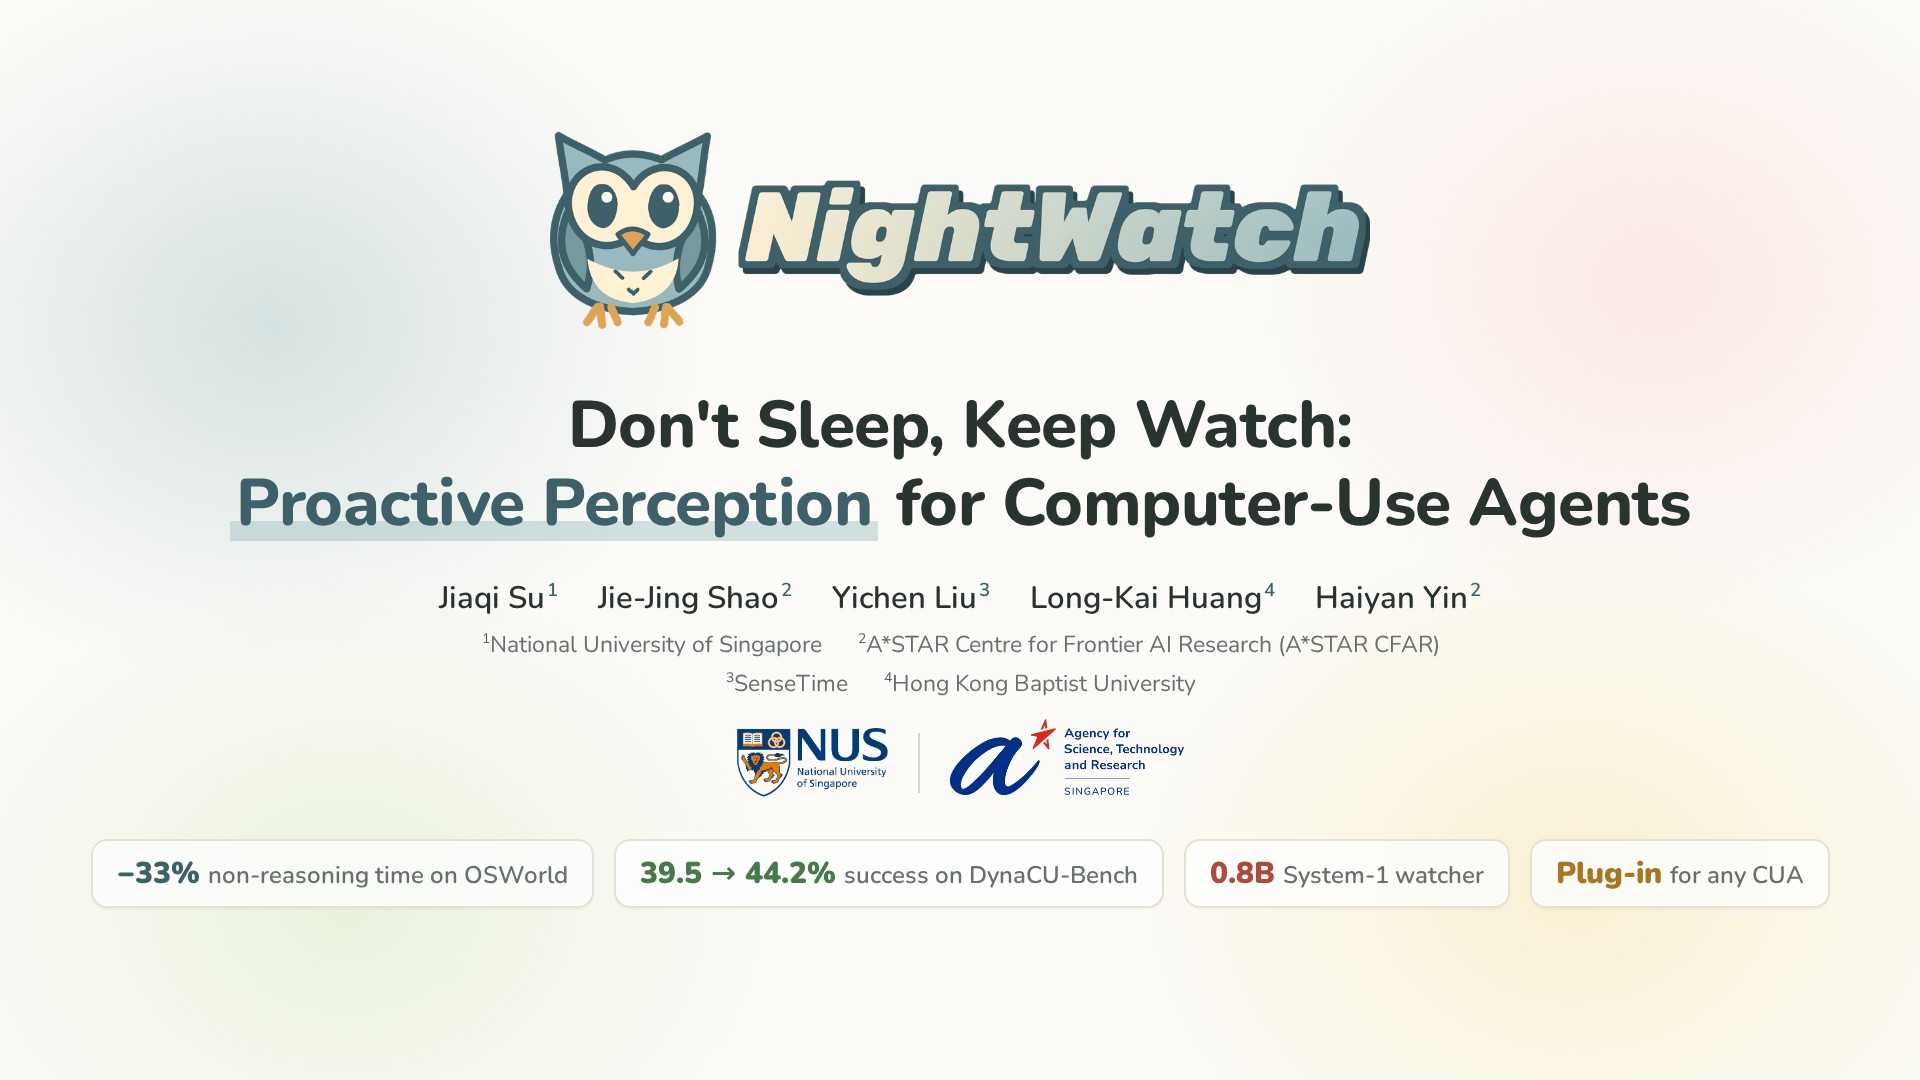 NightWatch
Don't Sleep, Keep Watch:
Proactive Perception for Computer-Use Agents
Jiaqi Su¹ Jie-Jing Shao² Yichen Liu³ Long-Kai Huang⁴ Haiyan Yin²
¹National University of Singapore ²A*STAR Centre for Frontier AI Research (A*STAR CFAR)
³SenseTime ⁴Hong Kong Baptist University
NUS
National University
of Singapore
a
Agency for
Science, Technology
and Research
SINGAPORE
−33% non-reasoning time on OSWorld
39.5 → 44.2% success on DynaCU-Bench
0.8B System-1 watcher
Plug-in for any CUA